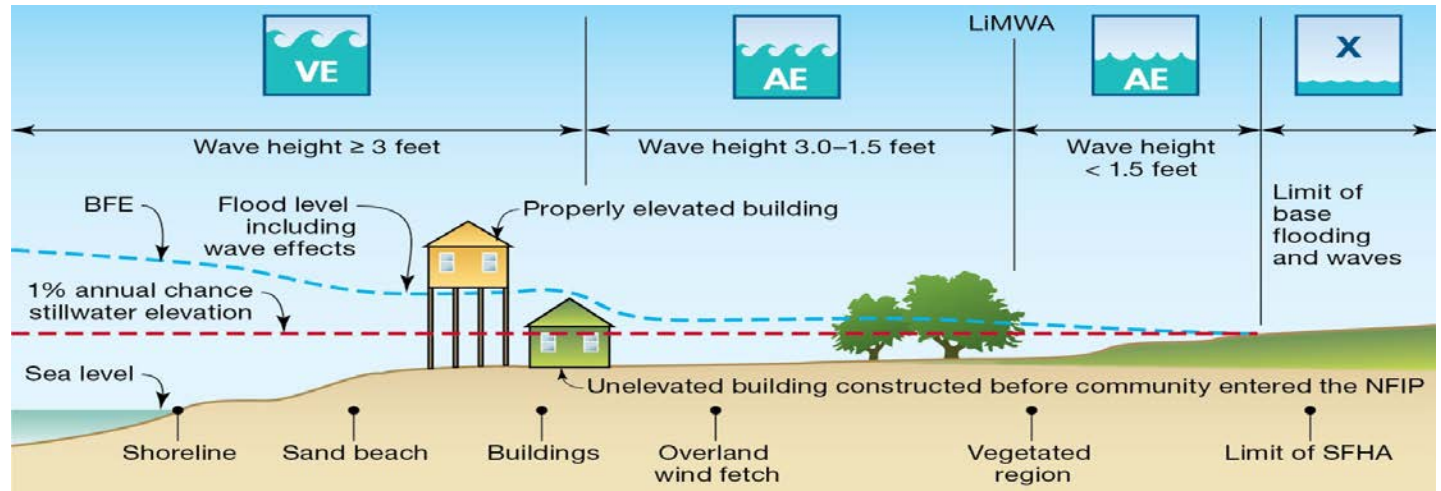 VE
AE
LiMWA
AE
X
Wave height ≥ 3 feet
Wave height 3.0–1.5 feet
Wave height
< 1.5 feet
BFE
Flood level
including
wave effects
Properly elevated building
Limit of
base
flooding
and waves
1% annual chance
stillwater elevation
Sea level
Unelevated building constructed before community entered the NFIP
Shoreline
Sand beach
Buildings
Overland
wind fetch
Vegetated
region
Limit of SFHA